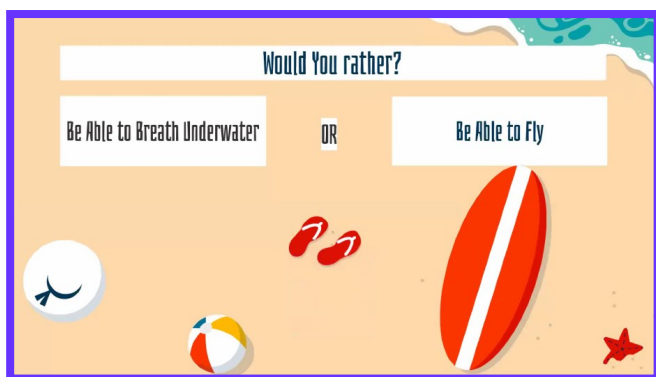 Would You rather?
Be Able to Breath Underwater
OR
Be Able to Fly